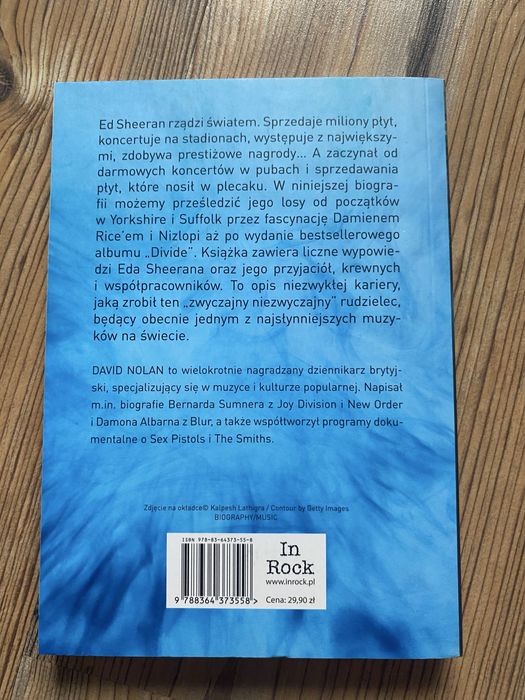 Ed Sheeran rządzi światem. Sprzedaje miliony płyt,
koncertuje na stadionach, występuje z największy-
mi, zdobywa prestiżowe nagrody... A zaczynał od
darmowych koncertów w pubach i sprzedawania
płyt, które nosił w plecaku. W niniejszej biogra-
fii możemy prześledzić jego losy od początków
w Yorkshire i Suffolk przez fascynację Damienem
Rice'em i Nizlopi aż po wydanie bestsellerowego
albumu „Divide”. Książka zawiera liczne wypowie-
dzi Eda Sheerana oraz jego przyjaciół, krewnych
i współpracowników. To opis niezwykłej kariery,
jaką zrobił ten „zwyczajny niezwyczajny” rudzielec,
będący obecnie jednym z najsłynniejszych muzy-
ków na świecie.
DAVID NOLAN to wielokrotnie nagradzany dziennikarz brytyj-
ski, specjalizujący się w muzyce i kulturze popularnej. Napisał
m.in. biografie Bernarda Sumnera z Joy Division i New Order
i Damona Albarna z Blur, a także współtworzył programy doku-
mentalne o Sex Pistols i The Smiths.
Zdjęcie na okładce© Kalpesh Lathigra / Contour by Getty Images
BIOGRAPHY/MUSIC
ISBN 978-83-64373-55-8
9 788364 373558 >
In
Rock
www.inrock.pl
Cena: 29,90 zł